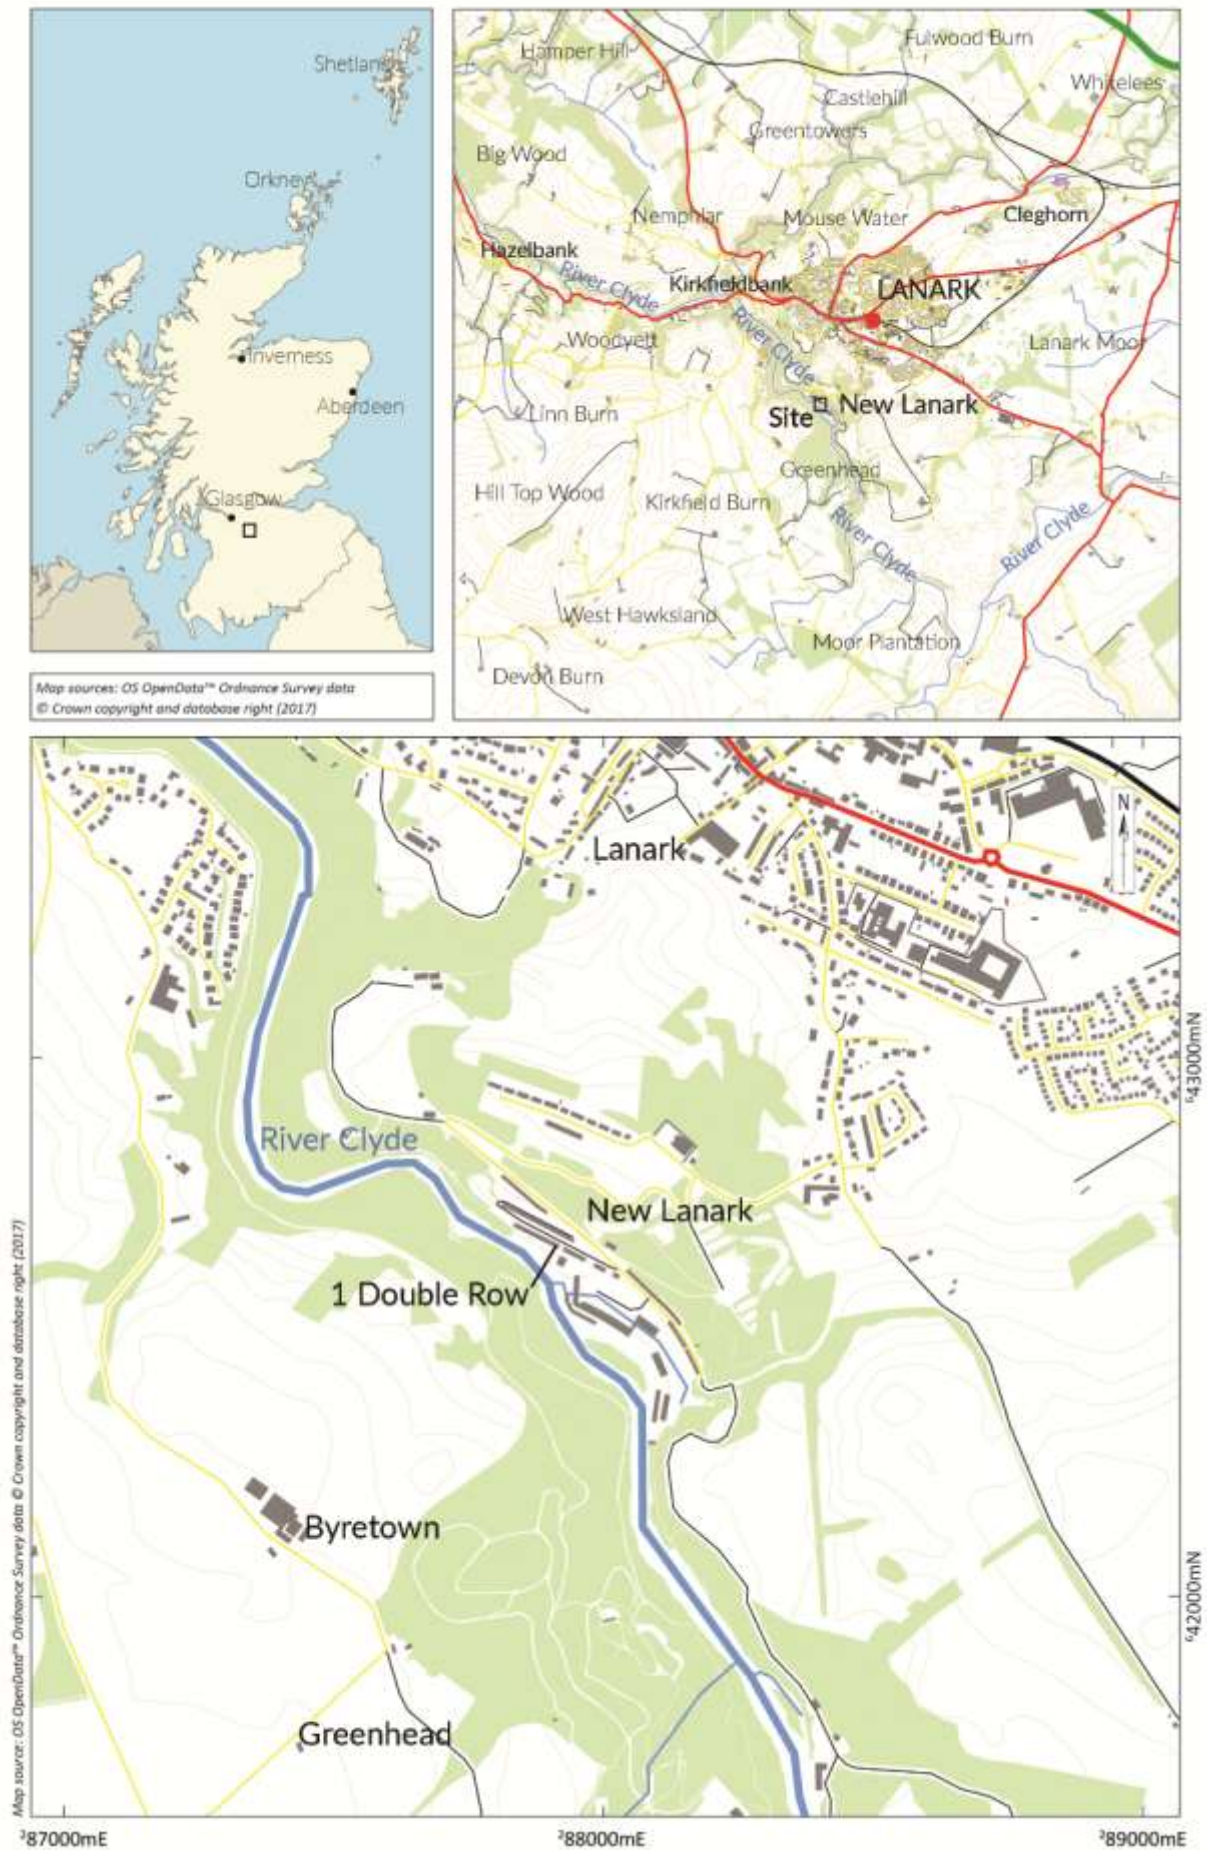 Shetland
Orkney
Inverness
Aberdeen
Glasgow
Map sources: OS OpenData™ Ordnance Survey data
© Crown copyright and database right (2017)
Hamper Hill
Fulwood Burn
Whitelees
Castlehill
Greentowers
Big Wood
Nemphlar
Mouse Water
Cleghorn
Hazelbank
River Clyde
Kirkfieldbank
LANARK
River Clyde
Woodyett
Lanark Moor
Linn Burn
Site
New Lanark
Greenhead
Hill Top Wood
Kirkfield Burn
River Clyde
River Clyde
West Hawksland
Moor Plantation
Devon Burn
N
Lanark
River Clyde
New Lanark
1 Double Row
Byretown
Greenhead
⁶43000mN
⁶42000mN
Map source: OS OpenData™ Ordnance Survey data © Crown copyright and database right (2017)
²87000mE
²88000mE
²89000mE